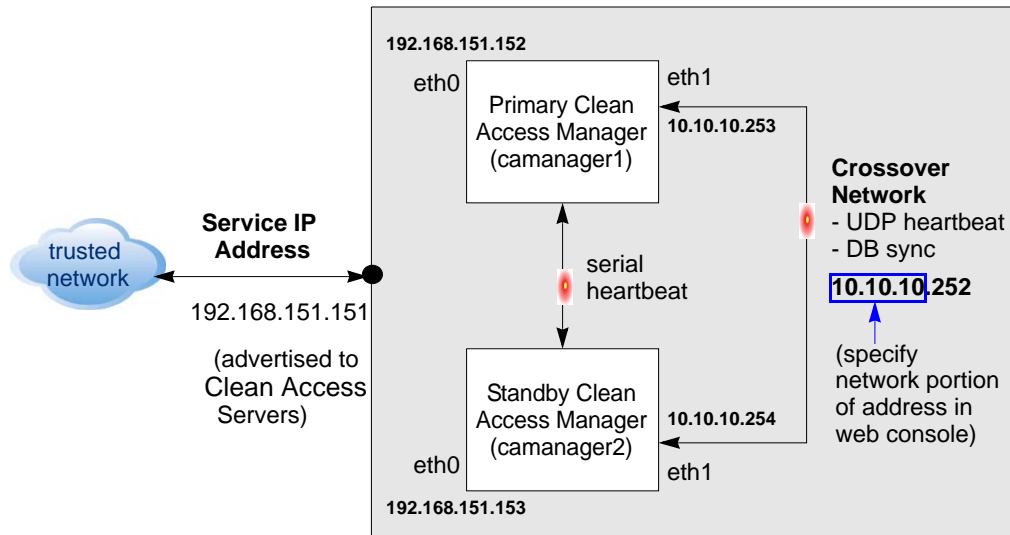 192.168.151.152
eth0
eth1
Primary Clean
Access Manager
(camanager1)
10.10.10.253
Crossover
Network
- UDP heartbeat
- DB sync
10.10.10.252
(specify
network portion
of address in
web console)
trusted
network
Service IP
Address
192.168.151.151
(advertised to
Clean Access
Servers)
serial
heartbeat
Standby Clean
Access Manager
(camanager2)
10.10.10.254
eth0
eth1
192.168.151.153